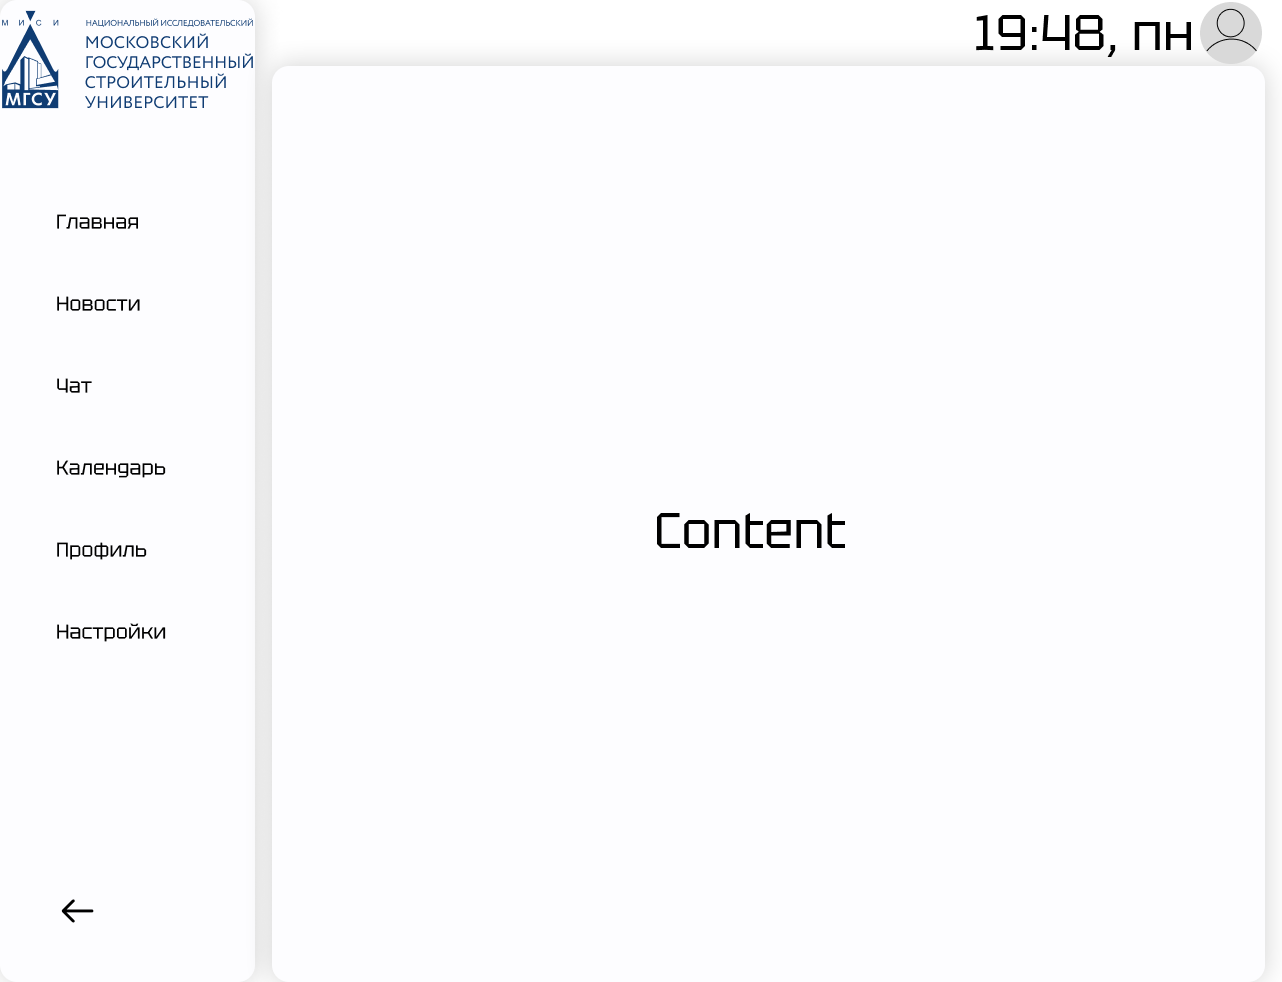 М И С И
НАЦИОНАЛЬНЫЙ ИССЛЕДОВАТЕЛЬСКИЙ
МОСКОВСКИЙ
ГОСУДАРСТВЕННЫЙ
СТРОИТЕЛЬНЫЙ
УНИВЕРСИТЕТ
МГСУ
19:48, пн
Главная
Новости
Чат
Календарь
Профиль
Настройки
Content